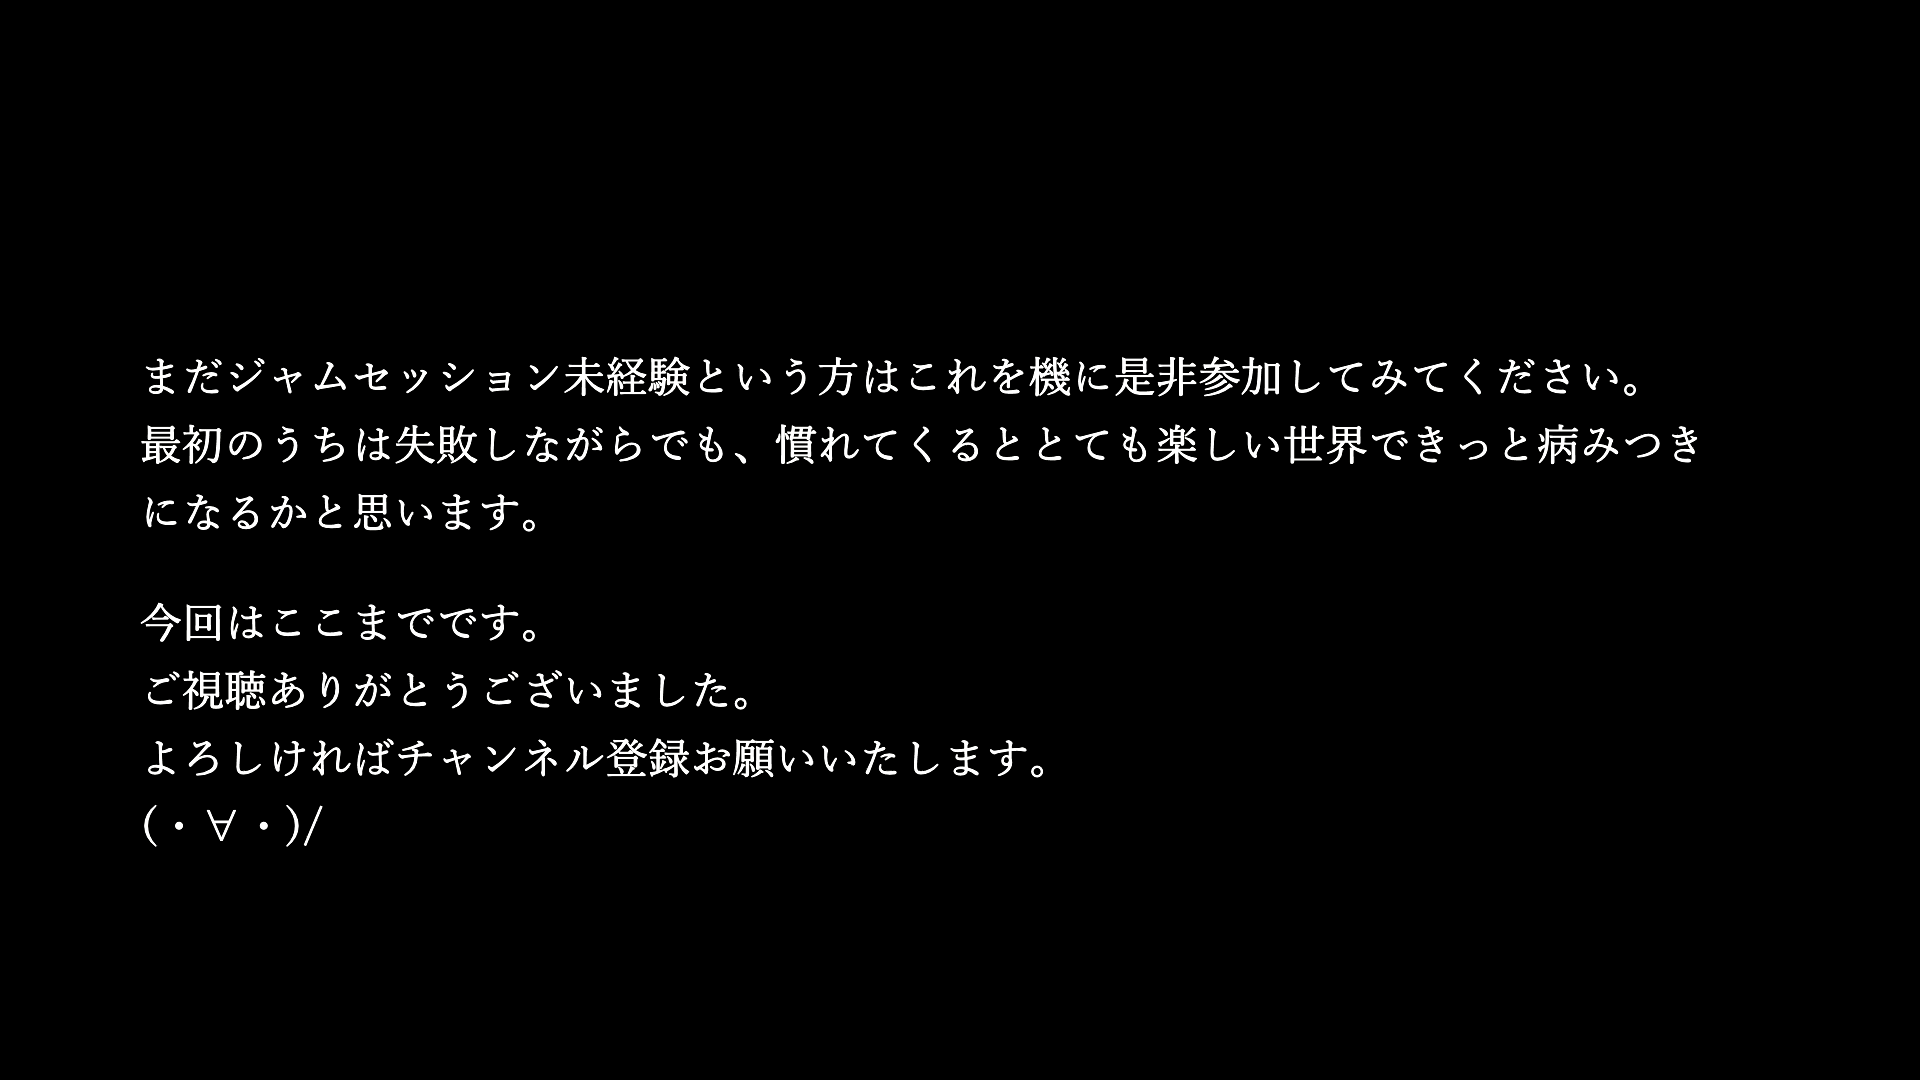 まだジャムセッション未経験という方はこれを機に是非参加してみてください。
最初のうちは失敗しながらでも、慣れてくるととても楽しい世界できっと病みつき
になるかと思います。
今回はここまでです。
ご視聴ありがとうございました。
よろしければチャンネル登録お願いいたします。
(・∀・)/